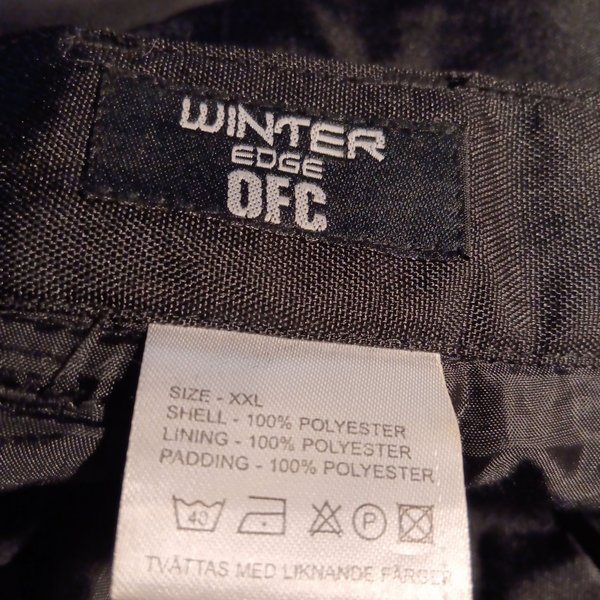 WINTER
EDGE
OFC
SIZE - XXL
SHELL - 100% POLYESTER
LINING - 100% POLYESTER
PADDING - 100% POLYESTER
40 P
TVÄTTAS MED LIKNANDE FÄRGER